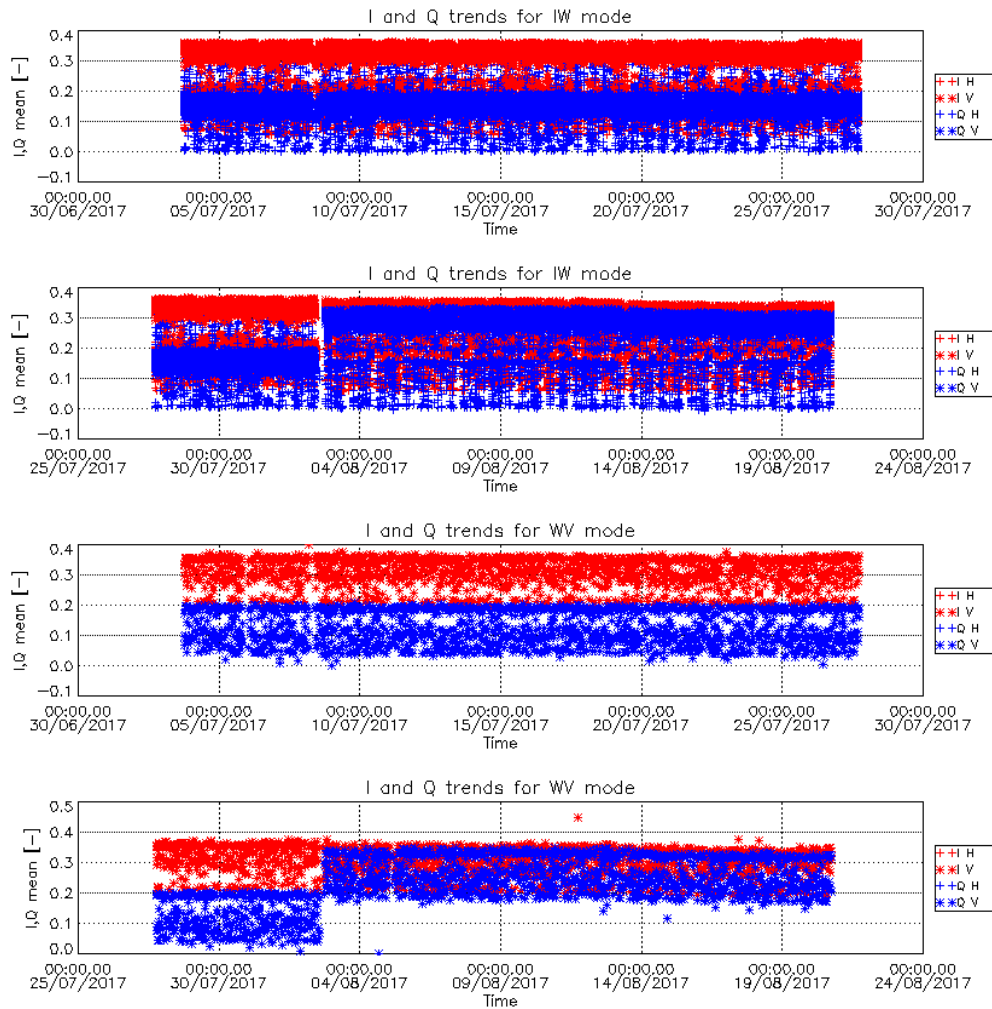 I and Q trends for IW mode
0.4
0.3
0.2
0.1
0.0
−0.1
I,Q mean [−]
+ + I H
* * I V
+ + Q H
* * Q V
00:00.00 00:00.00 00:00.00 00:00.00 00:00.00 00:00.00 00:00.00
30/06/2017 05/07/2017 10/07/2017 15/07/2017 20/07/2017 25/07/2017 30/07/2017
Time
I and Q trends for IW mode
0.4
0.3
0.2
0.1
0.0
−0.1
I,Q mean [−]
+ + I H
* * I V
+ + Q H
* * Q V
00:00.00 00:00.00 00:00.00 00:00.00 00:00.00 00:00.00 00:00.00
25/07/2017 30/07/2017 04/08/2017 09/08/2017 14/08/2017 19/08/2017 24/08/2017
Time
I and Q trends for WV mode
0.4
0.3
0.2
0.1
0.0
−0.1
I,Q mean [−]
+ + I H
* * I V
+ + Q H
* * Q V
00:00.00 00:00.00 00:00.00 00:00.00 00:00.00 00:00.00 00:00.00
30/06/2017 05/07/2017 10/07/2017 15/07/2017 20/07/2017 25/07/2017 30/07/2017
Time
I and Q trends for WV mode
0.5
0.4
0.3
0.2
0.1
0.0
I,Q mean [−]
+ + I H
* * I V
+ + Q H
* * Q V
00:00.00 00:00.00 00:00.00 00:00.00 00:00.00 00:00.00 00:00.00
25/07/2017 30/07/2017 04/08/2017 09/08/2017 14/08/2017 19/08/2017 24/08/2017
Time